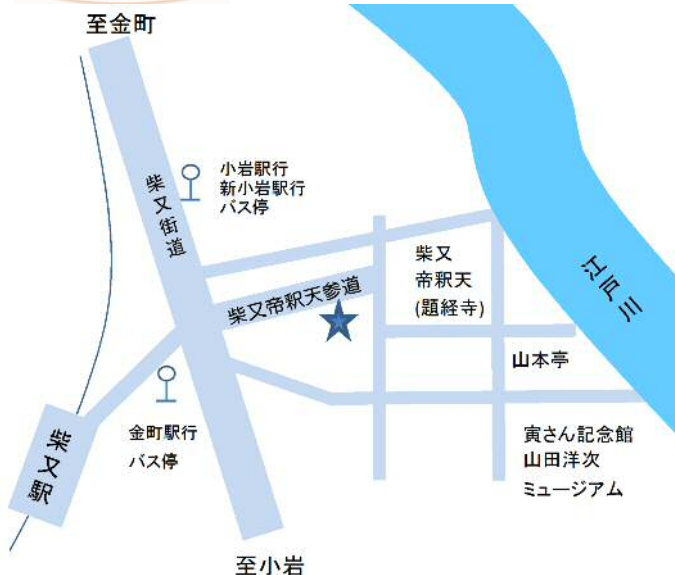 至金町
柴又街道
小岩駅行
新小岩駅行
バス停
柴又帝釈天参道
柴又
帝釈天
(題経寺)
江戸川
山本亭
金町駅行
バス停
柴又駅
寅さん記念館
山田洋次
ミュージアム
至小岩